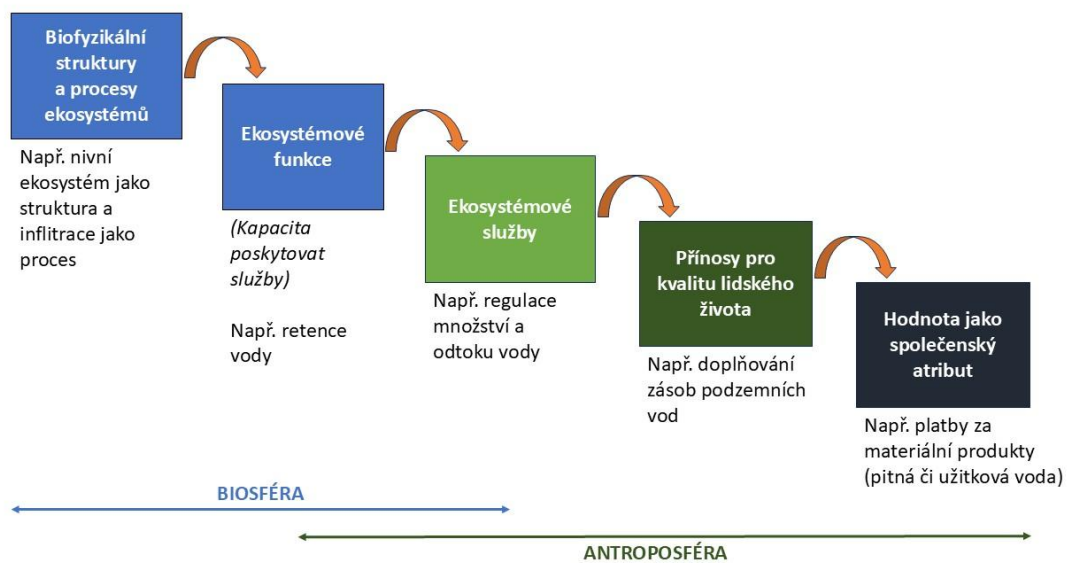 Biofyzikální
struktury
a procesy
ekosystémů
Např. nivní
ekosystém jako
struktura a
inflitrace jako
proces
Ekosystémové
funkce
(Kapacita
poskytovat
služby)
Např. retence
vody
Ekosystémové
služby
Např. regulace
množství a
odtoku vody
Přínosy pro
kvalitu lidského
života
Např. doplňování
zásob podzemních
vod
Hodnota jako
společenský
atribut
Např. platby za
materiální produkty
(pitná či užitková voda)
BIOSFÉRA
ANTROPOSFÉRA